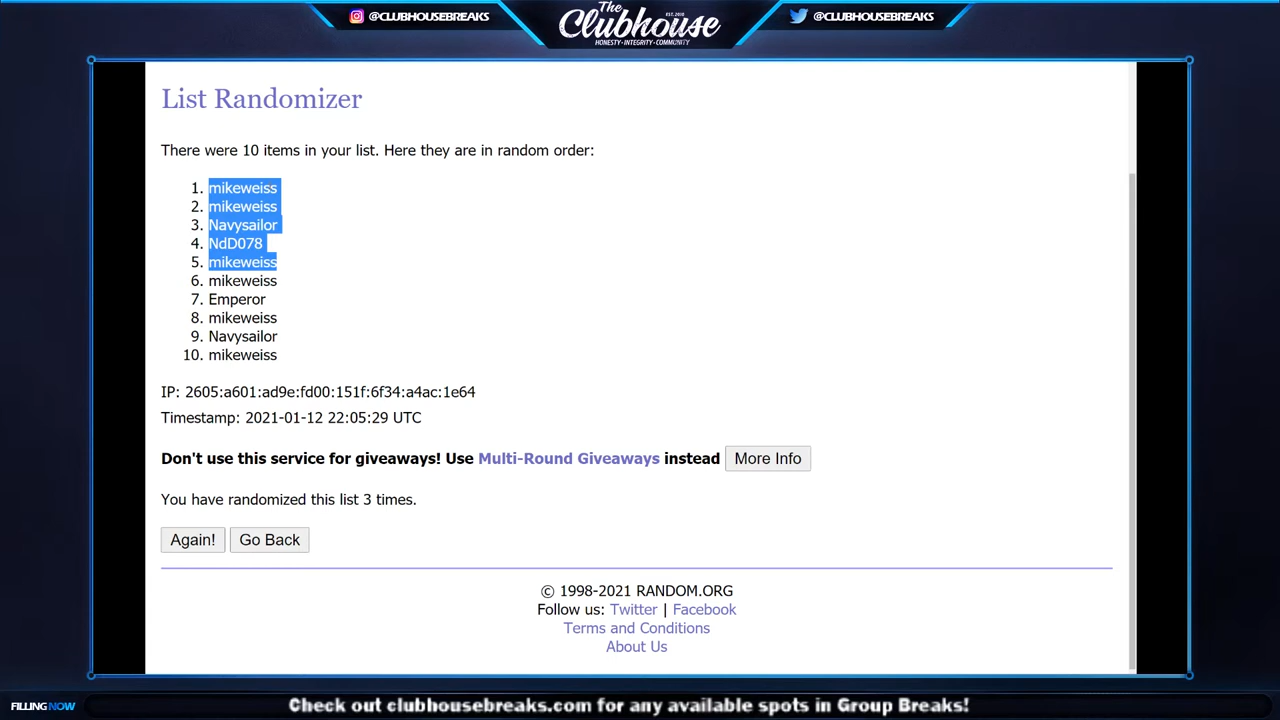 @CLUBHOUSEBREAKS
The
Clubhouse
EST. 2018
HONESTY-INTEGRITY-COMMUNITY
@CLUBHOUSEBREAKS
List Randomizer
There were 10 items in your list. Here they are in random order:
1. mikeweiss
2. mikeweiss
3. Navysailor
4. NdD078
5. mikeweiss
6. mikeweiss
7. Emperor
8. mikeweiss
9. Navysailor
10. mikeweiss
IP: 2605:a601:ad9e:fd00:151f:6f34:a4ac:1e64
Timestamp: 2021-01-12 22:05:29 UTC
Don't use this service for giveaways! Use Multi-Round Giveaways instead More Info
You have randomized this list 3 times.
Again! Go Back
© 1998-2021 RANDOM.ORG
Follow us: Twitter | Facebook
Terms and Conditions
About Us
FILLING NOW
Check out clubhousebreaks.com for any available spots in Group Breaks!